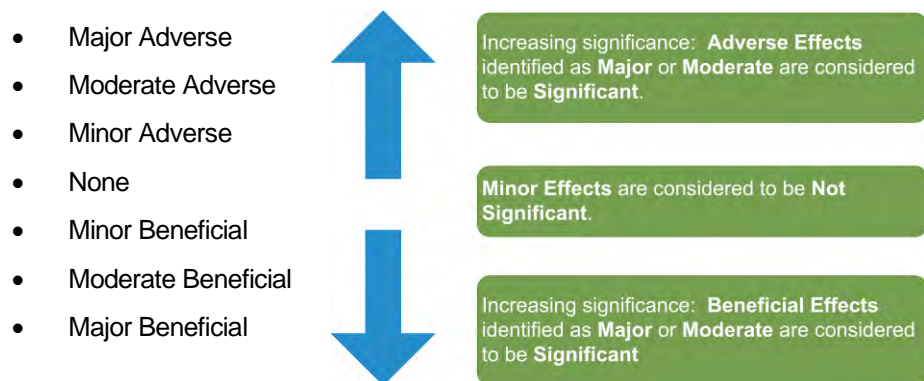 • Major Adverse
• Moderate Adverse
• Minor Adverse
• None
• Minor Beneficial
• Moderate Beneficial
• Major Beneficial
Increasing significance: Adverse Effects
identified as Major or Moderate are considered
to be Significant.
Minor Effects are considered to be Not
Significant.
Increasing significance: Beneficial Effects
identified as Major or Moderate are considered
to be Significant